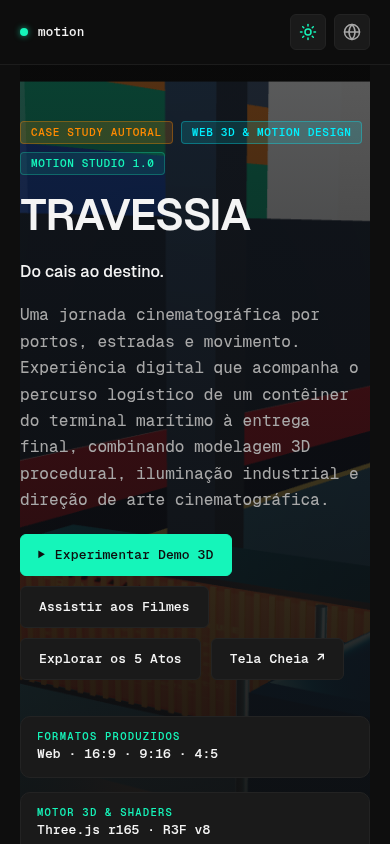 motion
CASE STUDY AUTORAL
WEB 3D & MOTION DESIGN
MOTION STUDIO 1.0
TRAVESSIA
Do cais ao destino.
Uma jornada cinematográfica por
portos, estradas e movimento.
Experiência digital que acompanha o
percurso logístico de um contêiner
do terminal marítimo à entrega
final, combinando modelagem 3D
procedural, iluminação industrial e
direção de arte cinematográfica.
▶ Experimentar Demo 3D
Assistir aos Filmes
Explorar os 5 Atos
Tela Cheia ↗
FORMATOS PRODUZIDOS
Web · 16:9 · 9:16 · 4:5
MOTOR 3D & SHADERS
Three.js r165 · R3F v8